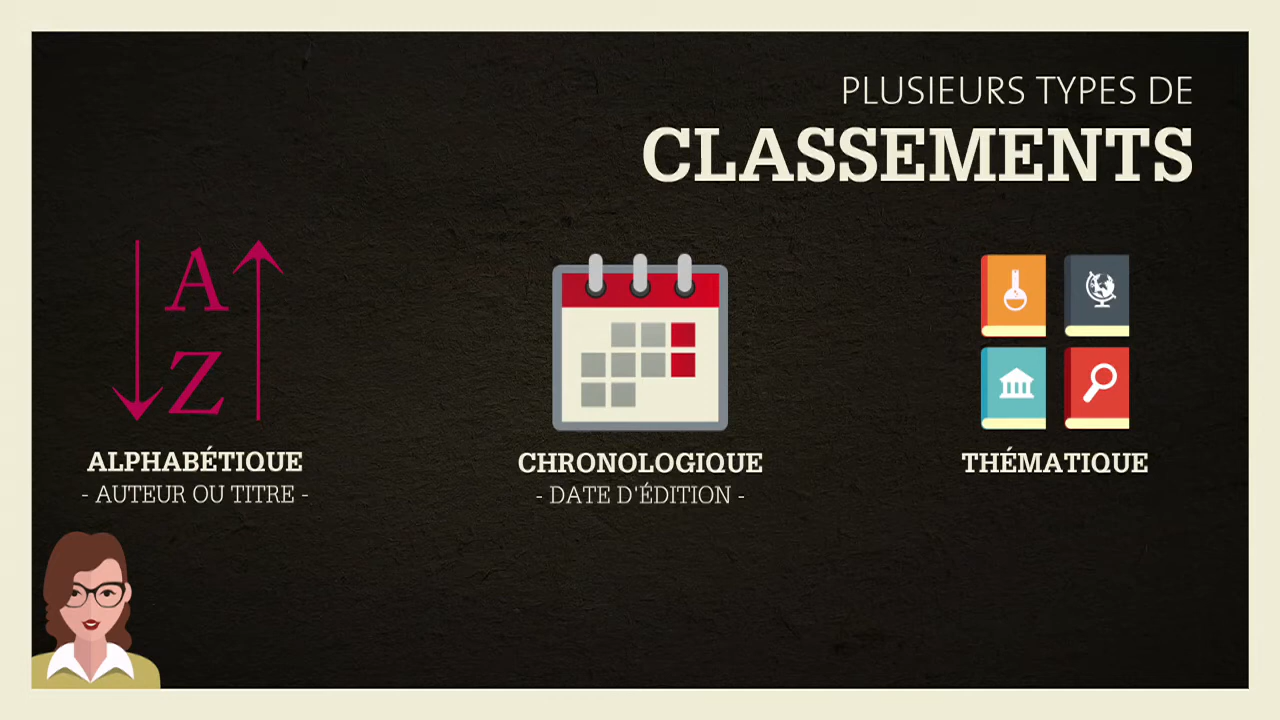 PLUSIEURS TYPES DE
CLASSEMENTS
A
Z
ALPHABÉTIQUE
- AUTEUR OU TITRE -
CHRONOLOGIQUE
- DATE D'ÉDITION -
THÉMATIQUE